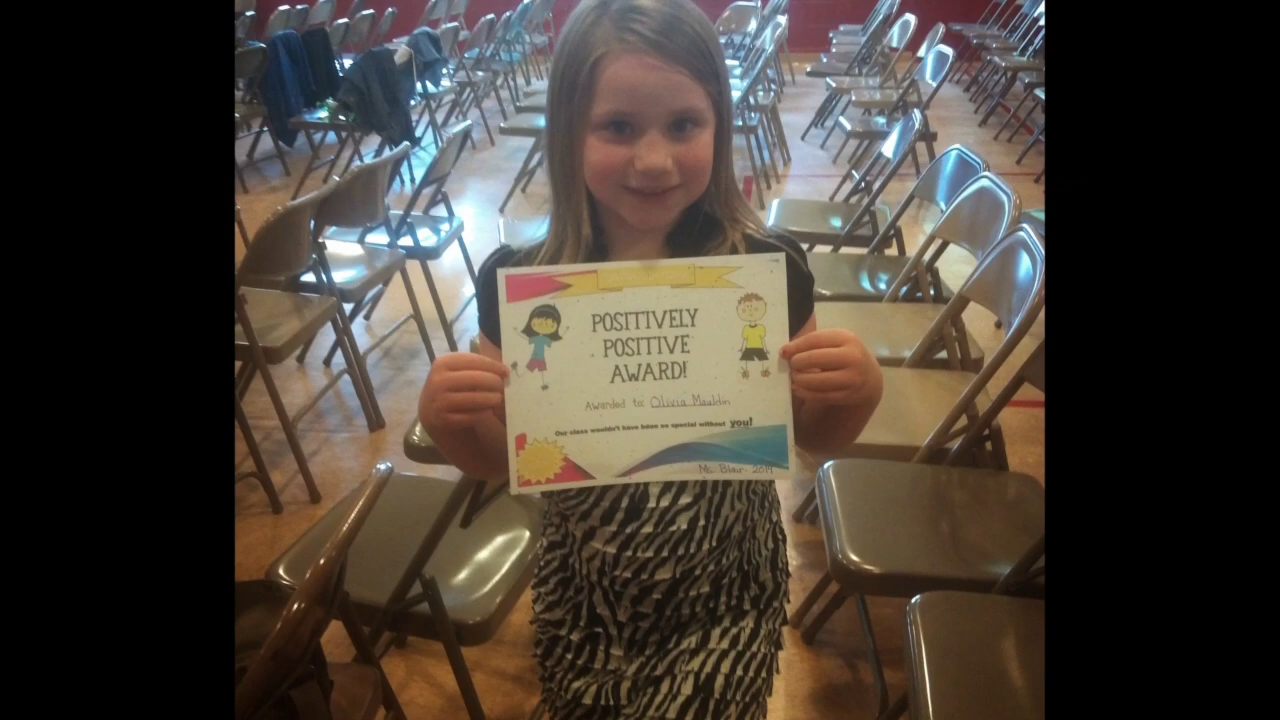 POSITIVELY
POSITIVE
AWARD!
Awarded to: Olivia Mauldin
Our class wouldn't have been so special without you!
Ms. Blair 2014